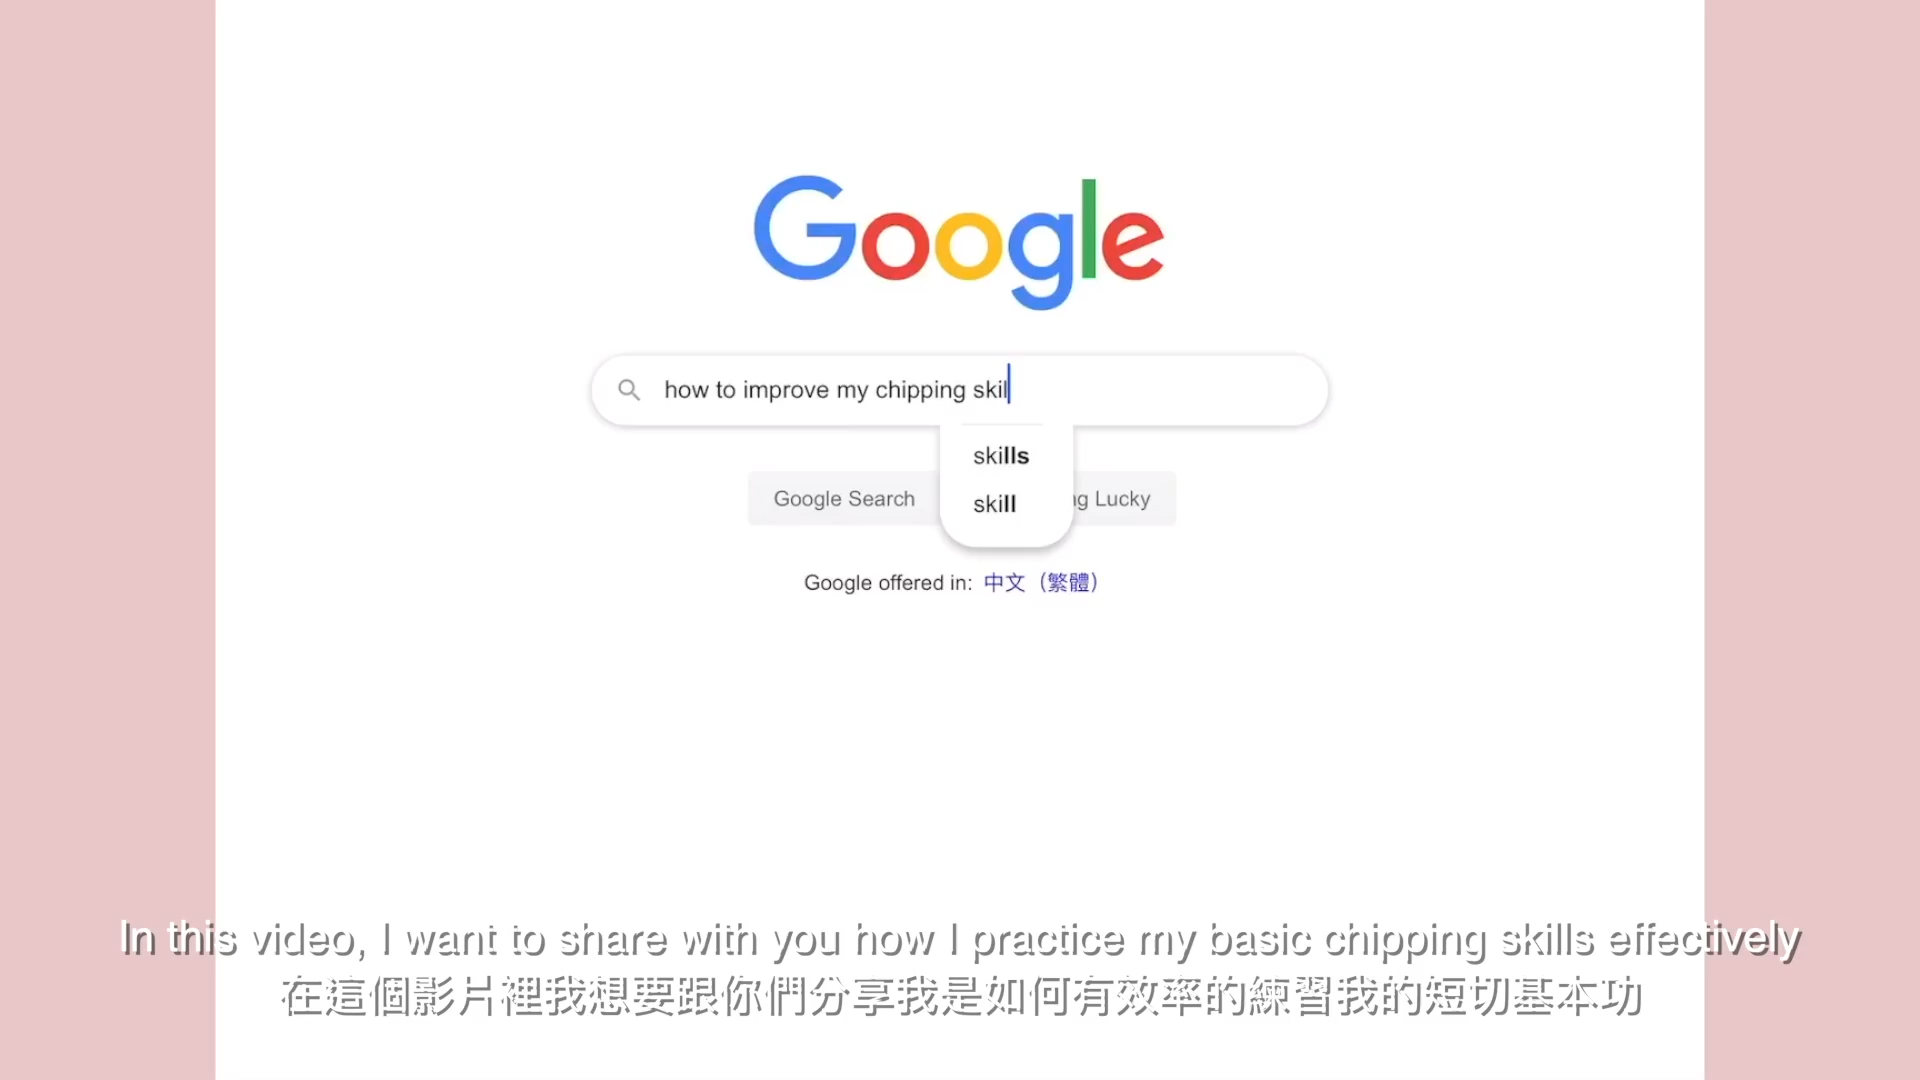 Google
how to improve my chipping skil
skills
skill
Google Search
ng Lucky
Google offered in: 中文（繁體）
In this video, I want to share with you how I practice my basic chipping skills effectively
在這個影片裡我想要跟你們分享我是如何有效率的練習我的短切基本功